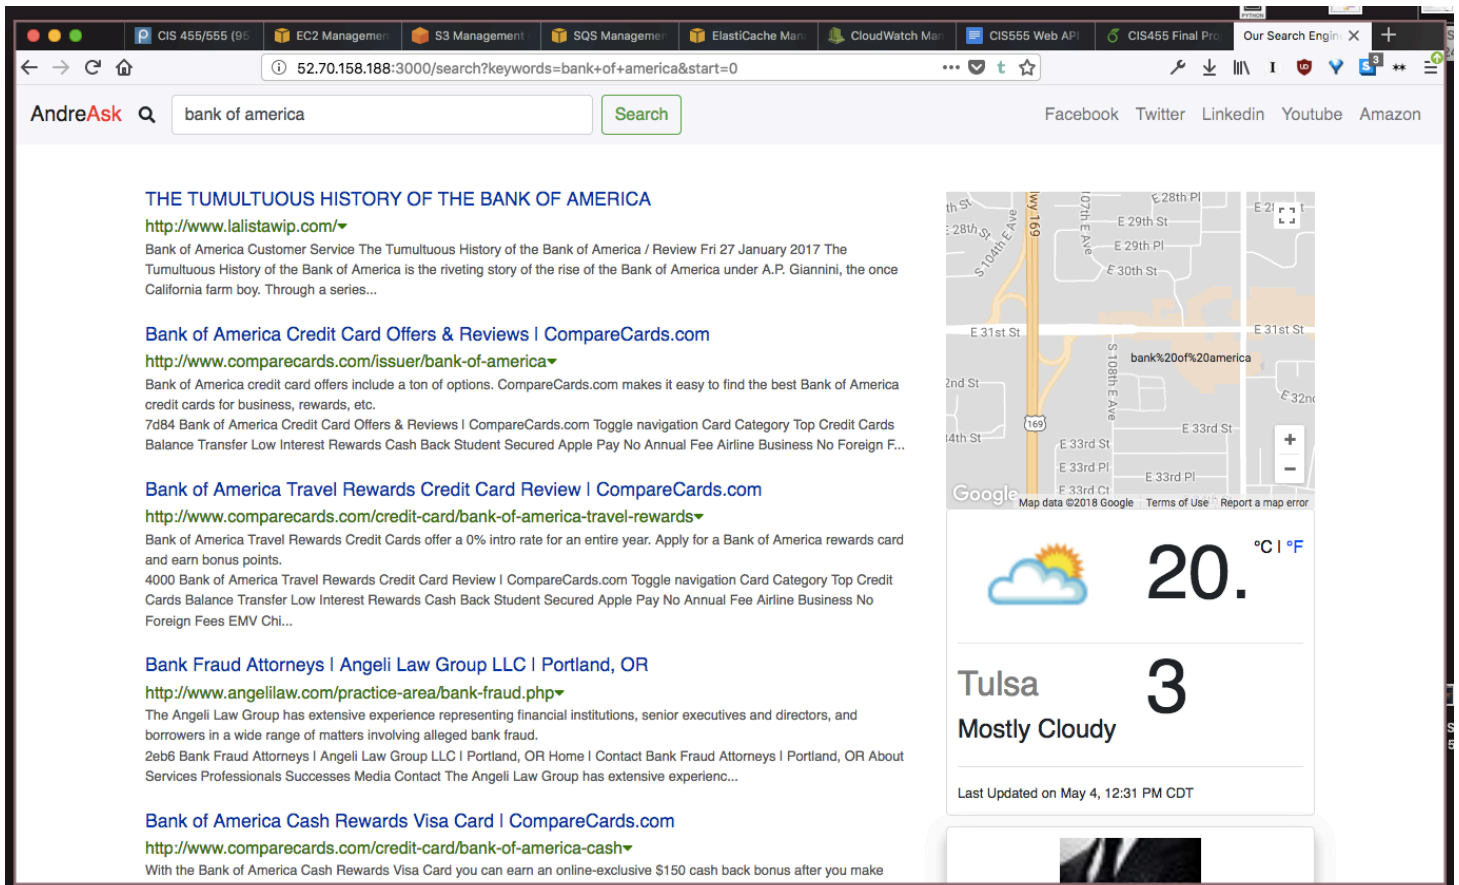 PYTHON
CIS 455/555 (95
EC2 Managemen
S3 Management
SQS Managemen
ElastiCache Man
CloudWatch Man
CIS555 Web API
CIS455 Final Pro
Our Search Engin
52.70.158.188:3000/search?keywords=bank+of+america&start=0
AndreAsk
bank of america
Search
Facebook Twitter Linkedin Youtube Amazon
THE TUMULTUOUS HISTORY OF THE BANK OF AMERICA
http://www.lalistawip.com/
Bank of America Customer Service The Tumultuous History of the Bank of America / Review Fri 27 January 2017 The
Tumultuous History of the Bank of America is the riveting story of the rise of the Bank of America under A.P. Giannini, the once
California farm boy. Through a series...
Bank of America Credit Card Offers & Reviews | CompareCards.com
http://www.comparecards.com/issuer/bank-of-america
Bank of America credit card offers include a ton of options. CompareCards.com makes it easy to find the best Bank of America
credit cards for business, rewards, etc.
7d84 Bank of America Credit Card Offers & Reviews | CompareCards.com Toggle navigation Card Category Top Credit Cards
Balance Transfer Low Interest Rewards Cash Back Student Secured Apple Pay No Annual Fee Airline Business No Foreign F...
Bank of America Travel Rewards Credit Card Review | CompareCards.com
http://www.comparecards.com/credit-card/bank-of-america-travel-rewards
Bank of America Travel Rewards Credit Cards offer a 0% intro rate for an entire year. Apply for a Bank of America rewards card
and earn bonus points.
4000 Bank of America Travel Rewards Credit Card Review | CompareCards.com Toggle navigation Card Category Top Credit
Cards Balance Transfer Low Interest Rewards Cash Back Student Secured Apple Pay No Annual Fee Airline Business No
Foreign Fees EMV Chi...
Bank Fraud Attorneys | Angeli Law Group LLC | Portland, OR
http://www.angelilaw.com/practice-area/bank-fraud.php
The Angeli Law Group has extensive experience representing financial institutions, senior executives and directors, and
borrowers in a wide range of matters involving alleged bank fraud.
2eb6 Bank Fraud Attorneys | Angeli Law Group LLC | Portland, OR Home | Contact Bank Fraud Attorneys | Portland, OR About
Services Professionals Successes Media Contact The Angeli Law Group has extensive experienc...
Bank of America Cash Rewards Visa Card | CompareCards.com
http://www.comparecards.com/credit-card/bank-of-america-cash
With the Bank of America Cash Rewards Visa Card you can earn an online-exclusive $150 cash back bonus after you make
th St
wy 169
107th E Ave
E 28th Pl
E 28th St
E 29th St
S 104th E Ave
E 29th Pl
E 30th St
E 31st St
E 31st St
S 108th E Ave
bank%20of%20america
2nd St
E 32nd
169
34th St
E 33rd St
E 33rd St
E 33rd Pl
E 33rd Pl
E 33rd Ct
Google
Map data ©2018 Google Terms of Use Report a map error
20.
°C | °F
3
Tulsa
Mostly Cloudy
Last Updated on May 4, 12:31 PM CDT